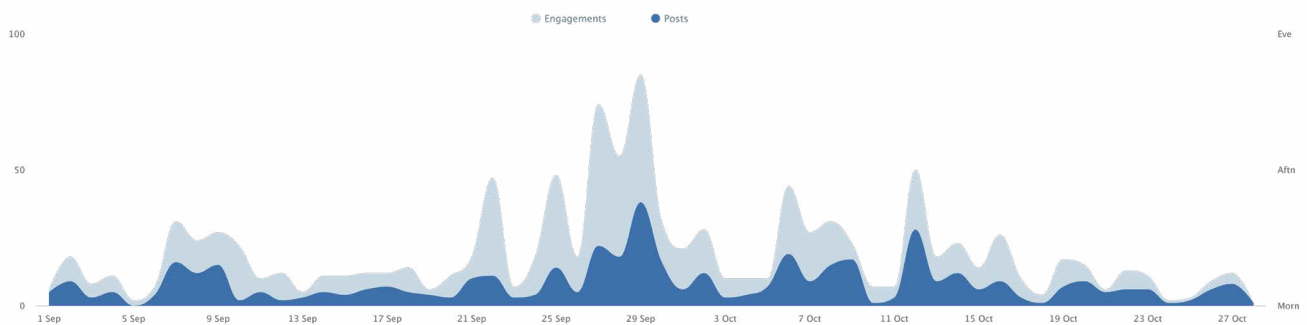 Engagements Posts
100 Eve
50 Aftn
0 Morn
1 Sep 5 Sep 9 Sep 13 Sep 17 Sep 21 Sep 25 Sep 29 Sep 3 Oct 7 Oct 11 Oct 15 Oct 19 Oct 23 Oct 27 Oct